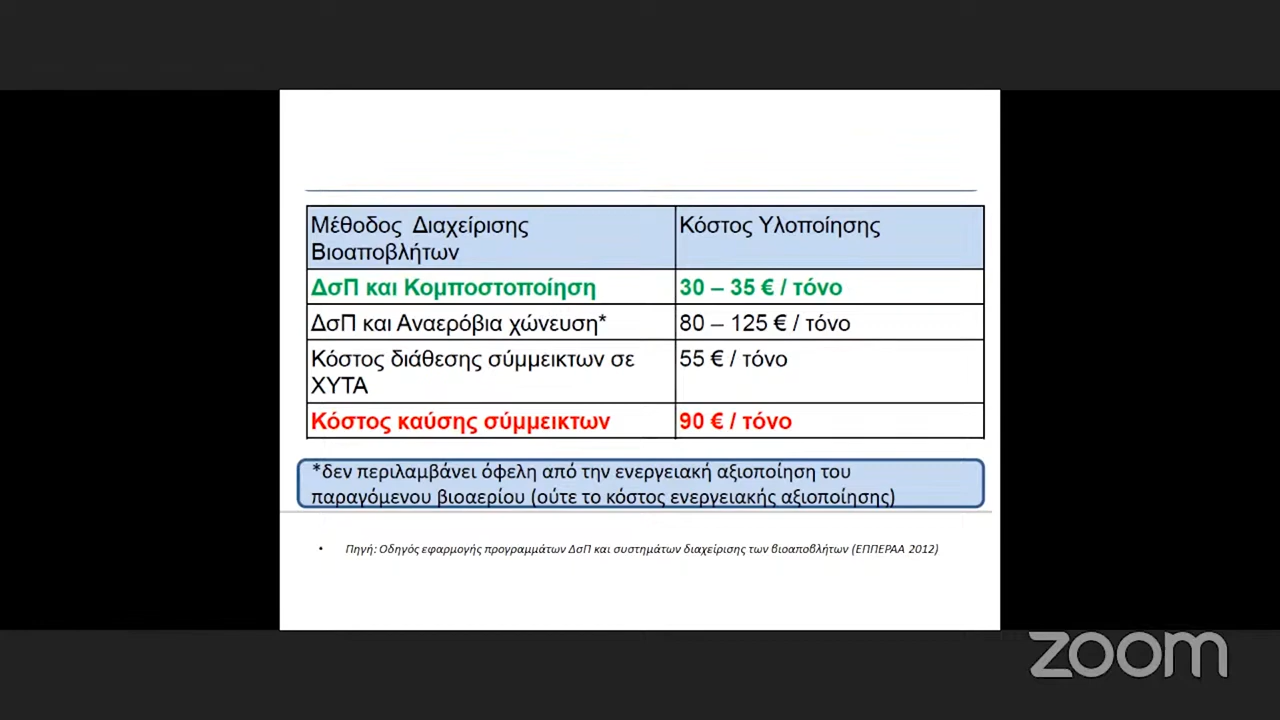 Μέθοδος Διαχείρισης
Βιοαποβλήτων
Κόστος Υλοποίησης
ΔσΠ και Κομποστοποίηση
30 – 35 € / τόνο
ΔσΠ και Αναερόβια χώνευση*
80 – 125 € / τόνο
Κόστος διάθεσης σύμμεικτων σε
ΧΥΤΑ
55 € / τόνο
Κόστος καύσης σύμμεικτων
90 € / τόνο
*δεν περιλαμβάνει όφελη από την ενεργειακή αξιοποίηση του
παραγόμενου βιοαερίου (ούτε το κόστος ενεργειακής αξιοποίησης)
• Πηγή: Οδηγός εφαρμογής προγραμμάτων ΔσΠ και συστημάτων διαχείρισης των βιοαποβλήτων (ΕΠΠΕΡΑΑ 2012)
zoom